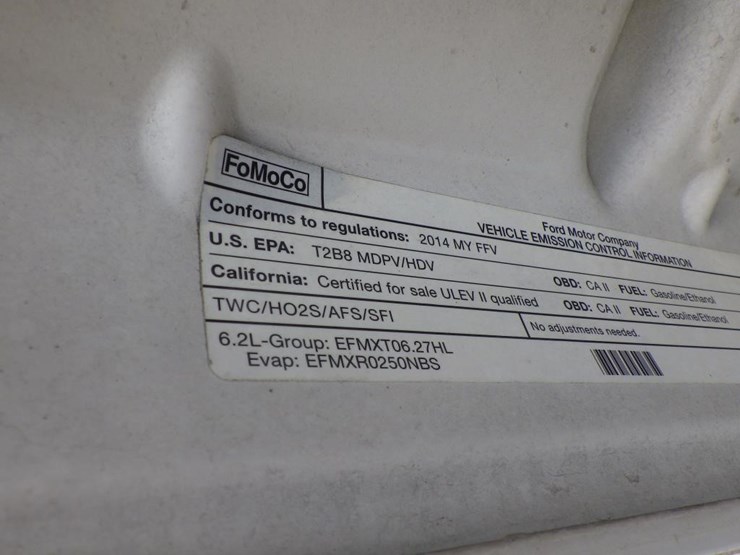 FoMoCo
Ford Motor Company
VEHICLE EMISSION CONTROL INFORMATION
Conforms to regulations: 2014 MY FFV
U.S. EPA: T2B8 MDPV/HDV OBD: CA II FUEL: Gasoline/Ethanol
California: Certified for sale ULEV II qualified OBD: CA II FUEL: Gasoline/Ethanol
TWC/HO2S/AFS/SFI
No adjustments needed.
6.2L-Group: EFMXT06.27HL
Evap: EFMXR0250NBS